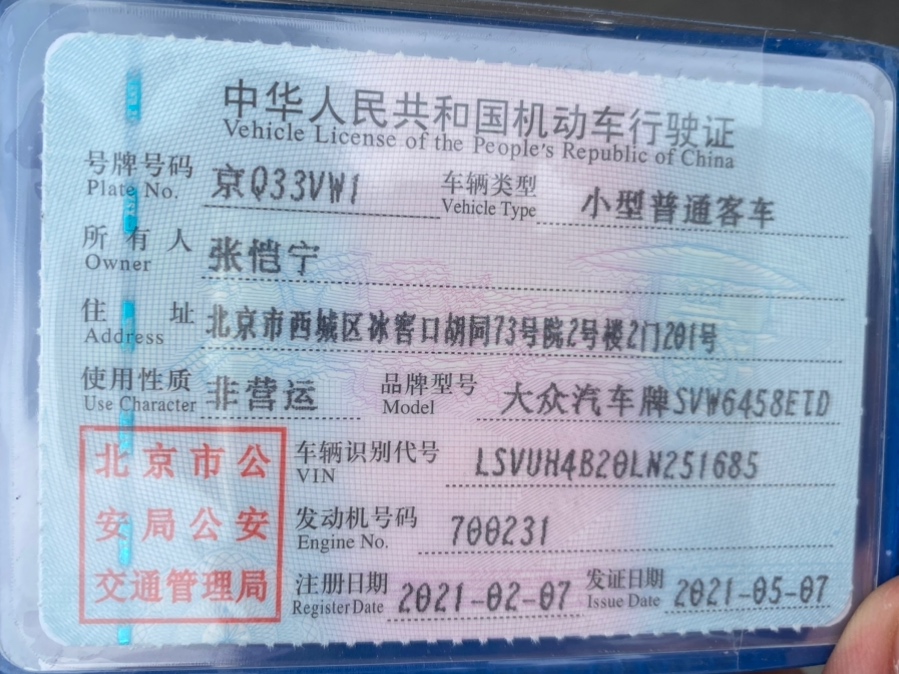 中华人民共和国机动车行驶证
Vehicle License of the People's Republic of China
号牌号码 京Q33VW1 车辆类型 小型普通客车
Plate No. Vehicle Type
所有人 张恺宁
Owner
住址 北京市西城区冰窖口胡同73号院2号楼2门201号
Address
使用性质 非营运 品牌型号 大众汽车牌SVW6458EID
Use Character Model
北京市公 车辆识别代号 LSVUH4B20LN251685
VIN
安局公安 发动机号码 700231
Engine No.
交通管理局 注册日期 2021-02-07 发证日期 2021-05-07
Register Date Issue Date